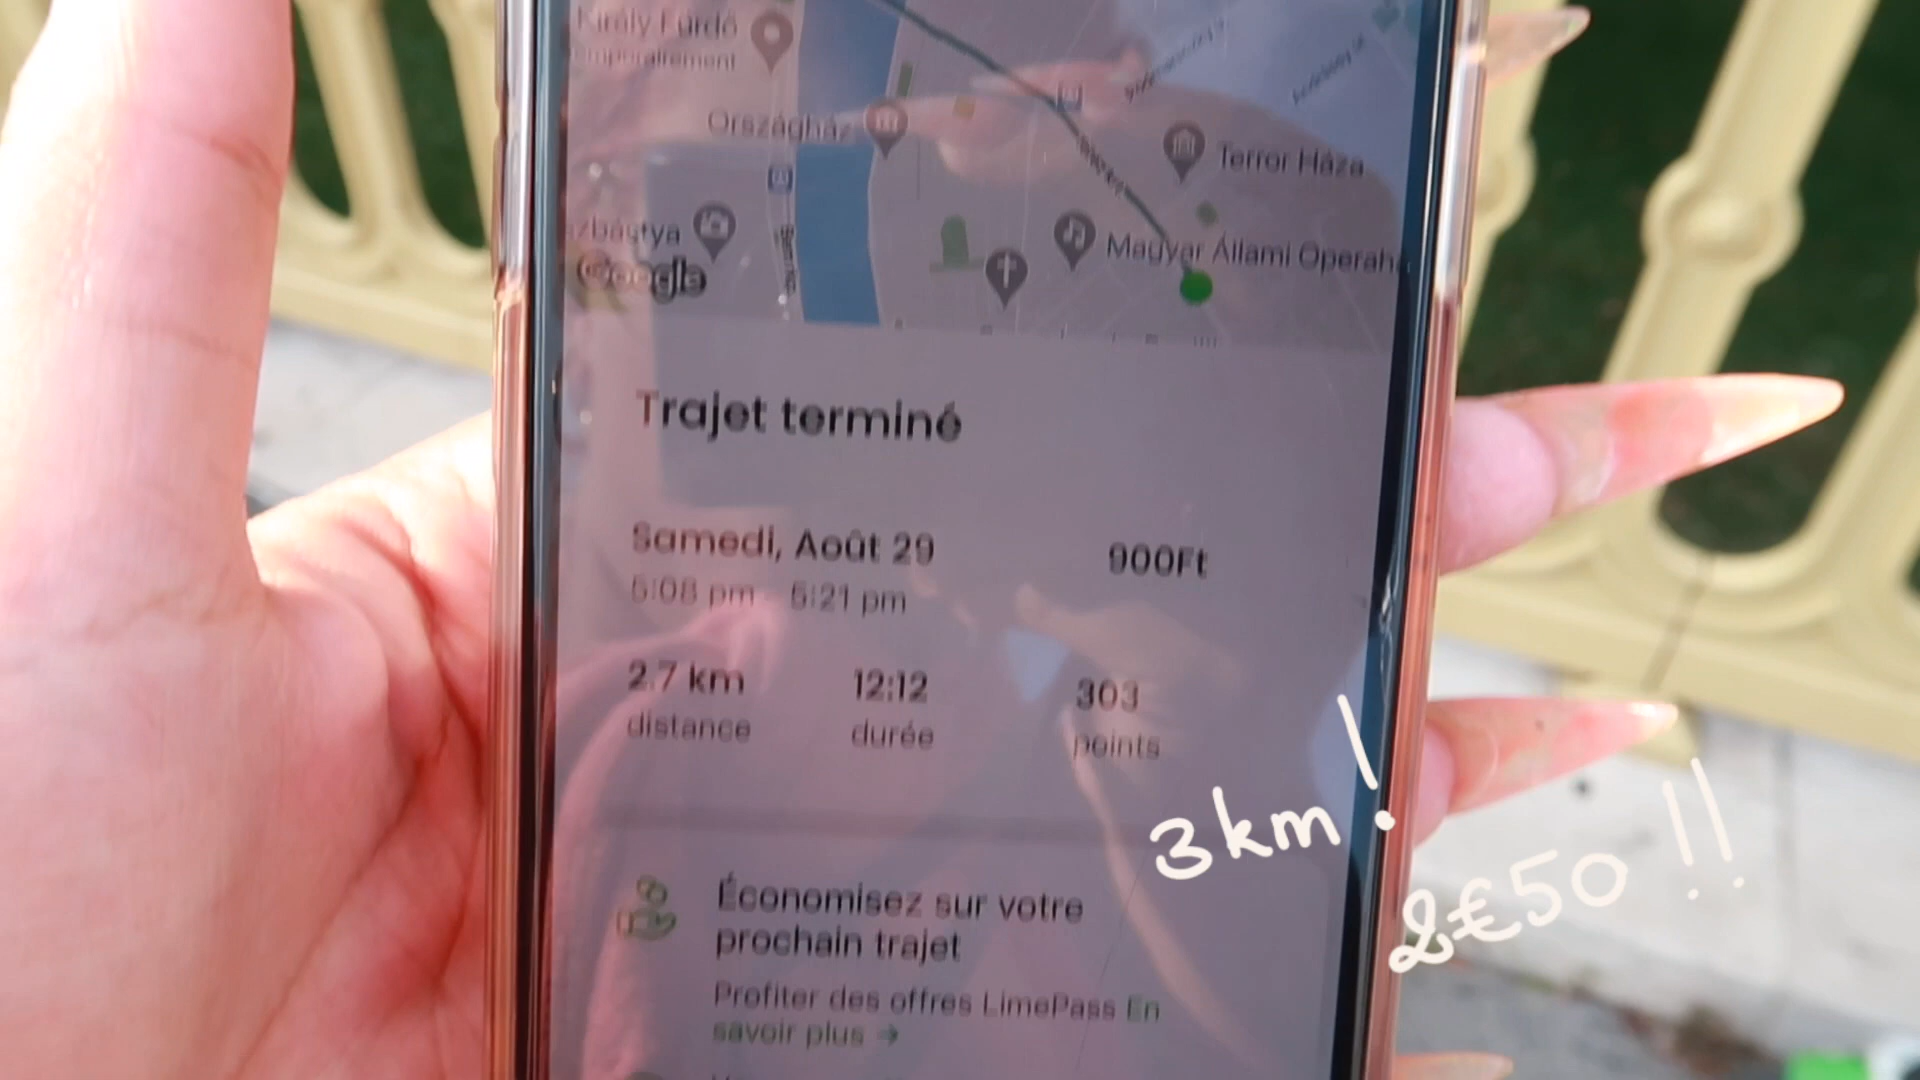 Király Fürdő
Országház
Terror Háza
Magyar Állami Operah
Google
Trajet terminé
Samedi, Août 29
900Ft
5:08 pm - 5:21 pm
2.7 km
12:12
303
distance
durée
points
3km!
2€50 !!
Économisez sur votre
prochain trajet
Profiter des offres LimePass En
savoir plus →